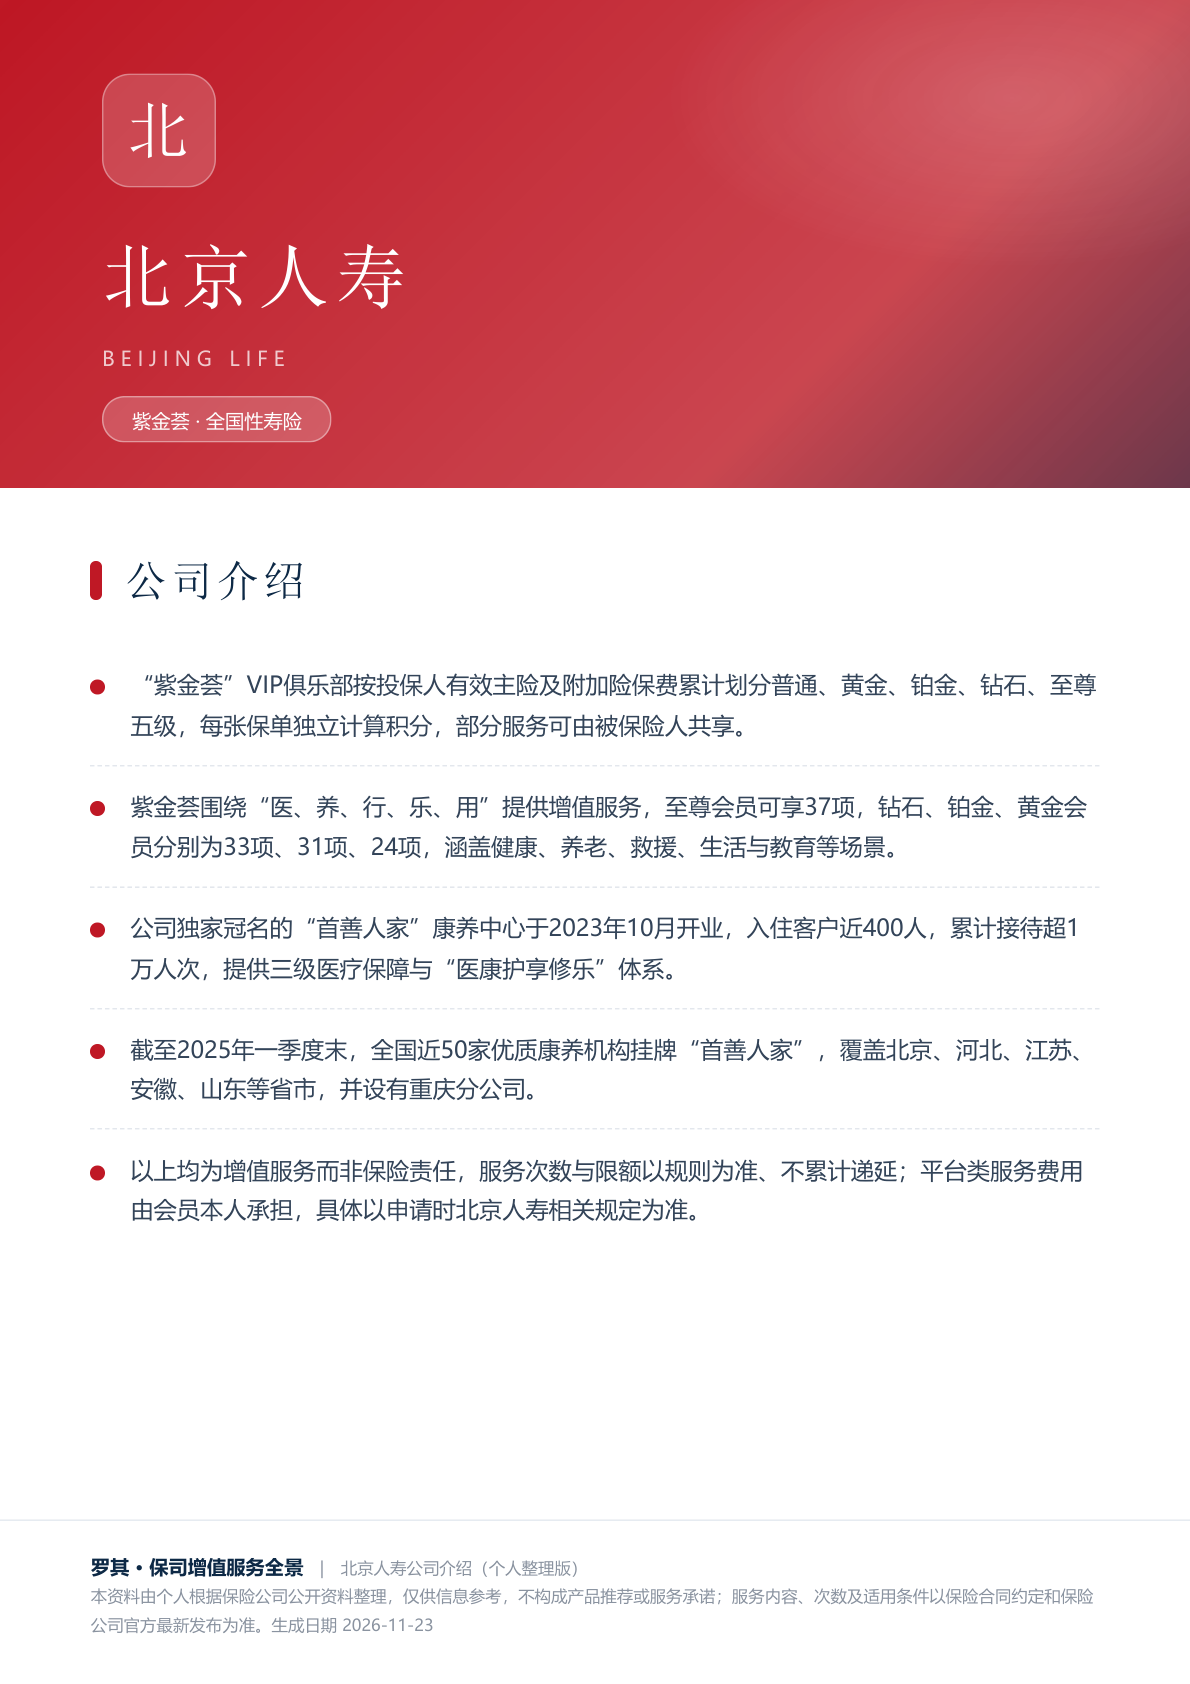 北
北京人寿
BEIJING LIFE
紫金荟 · 全国性寿险
公司介绍
“紫金荟”VIP俱乐部按投保人有效主险及附加险保费累计划分普通、黄金、铂金、钻石、至尊
五级，每张保单独立计算积分，部分服务可由被保险人共享。
紫金荟围绕“医、养、行、乐、用”提供增值服务，至尊会员可享37项，钻石、铂金、黄金会
员分别为33项、31项、24项，涵盖健康、养老、救援、生活与教育等场景。
公司独家冠名的“首善人家”康养中心于2023年10月开业，入住客户近400人，累计接待超1
万人次，提供三级医疗保障与“医康护享修乐”体系。
截至2025年一季度末，全国近50家优质康养机构挂牌“首善人家”，覆盖北京、河北、江苏、
安徽、山东等省市，并设有重庆分公司。
以上均为增值服务而非保险责任，服务次数与限额以规则为准、不累计递延；平台类服务费用
由会员本人承担，具体以申请时北京人寿相关规定为准。
罗其 • 保司增值服务全景 | 北京人寿公司介绍（个人整理版）
本资料由个人根据保险公司公开资料整理，仅供信息参考，不构成产品推荐或服务承诺；服务内容、次数及适用条件以保险合同约定和保险
公司官方最新发布为准。生成日期 2026-11-23